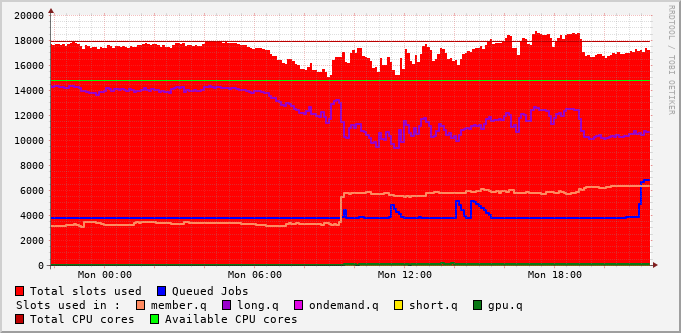 20000
18000
16000
14000
12000
10000
8000
6000
4000
2000
0
Mon 00:00 Mon 06:00 Mon 12:00 Mon 18:00
RRDTOOL / TOBI OETIKER
Total slots used Queued Jobs
Slots used in : member.q long.q ondemand.q short.q gpu.q
Total CPU cores Available CPU cores